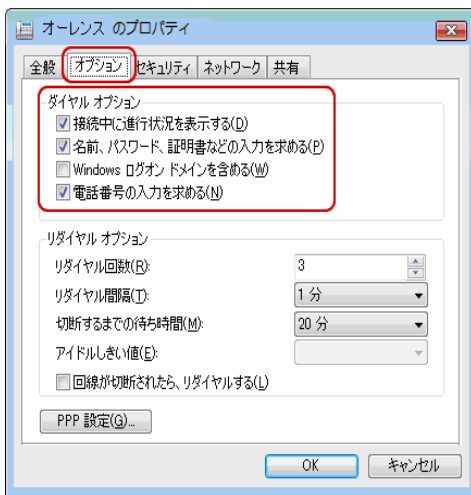 オーレンス のプロパティ
全般 オプション セキュリティ ネットワーク 共有
ダイヤル オプション
接続中に進行状況を表示する(D)
名前、パスワード、証明書などの入力を求める(P)
Windows ログオン ドメインを含める(W)
電話番号の入力を求める(N)
リダイヤル オプション
リダイヤル回数(R): 3
リダイヤル間隔(T): 1 分
切断するまでの待ち時間(M): 20 分
アイドルしきい値(E):
回線が切断されたら、リダイヤルする(L)
PPP 設定(G)...
OK キャンセル